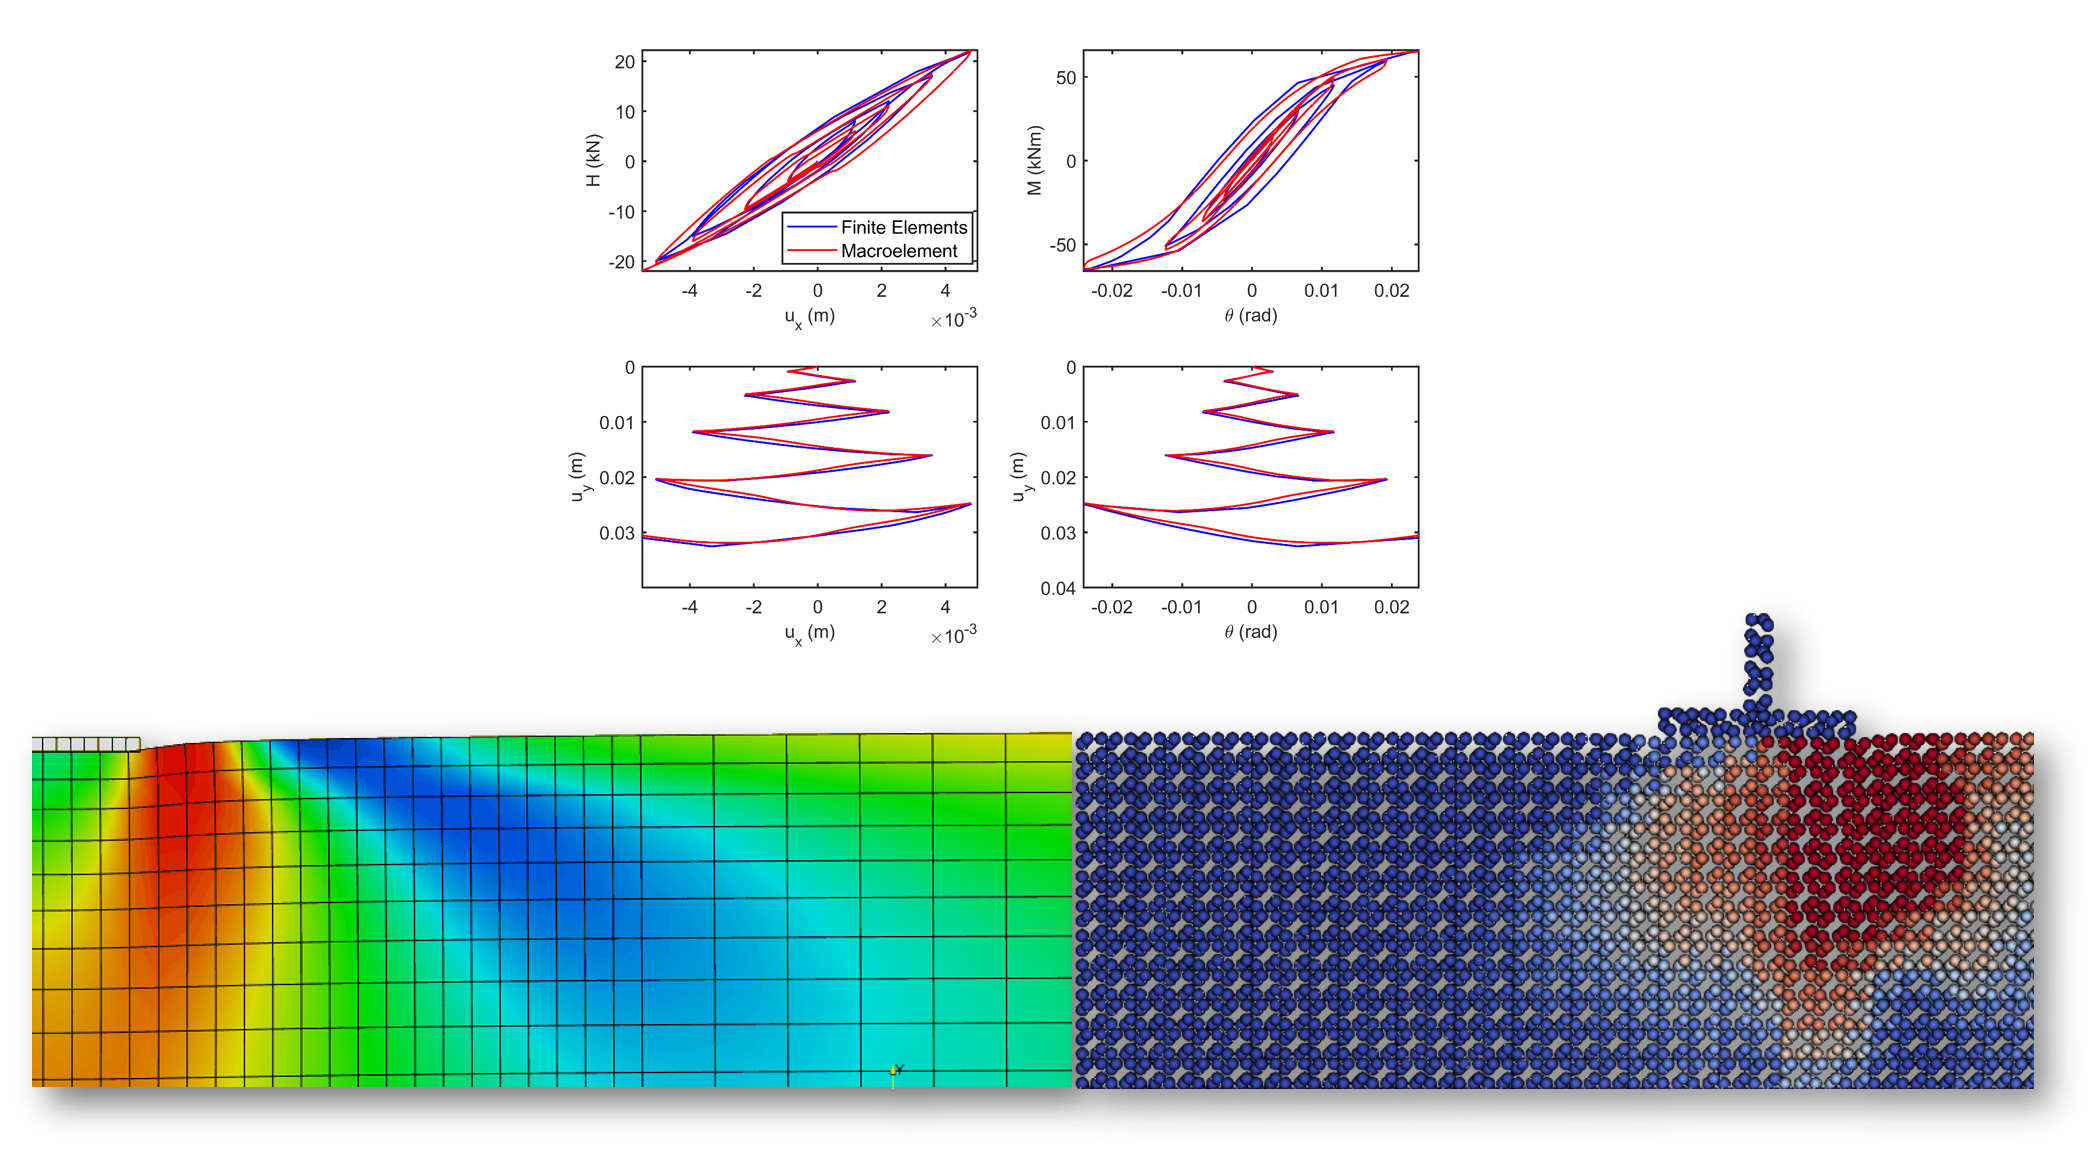 20
10
0
-10
-20
H (kN)
Finite Elements
Macroelement
-4 -2 0 2 4
u_x (m)
×10^-3
50
0
-50
M (kNm)
-0.02 -0.01 0 0.01 0.02
θ (rad)
0
0.01
0.02
0.03
u_y (m)
-4 -2 0 2 4
u_x (m)
×10^-3
0
0.01
0.02
0.03
0.04
u_y (m)
-0.02 -0.01 0 0.01 0.02
θ (rad)
Y